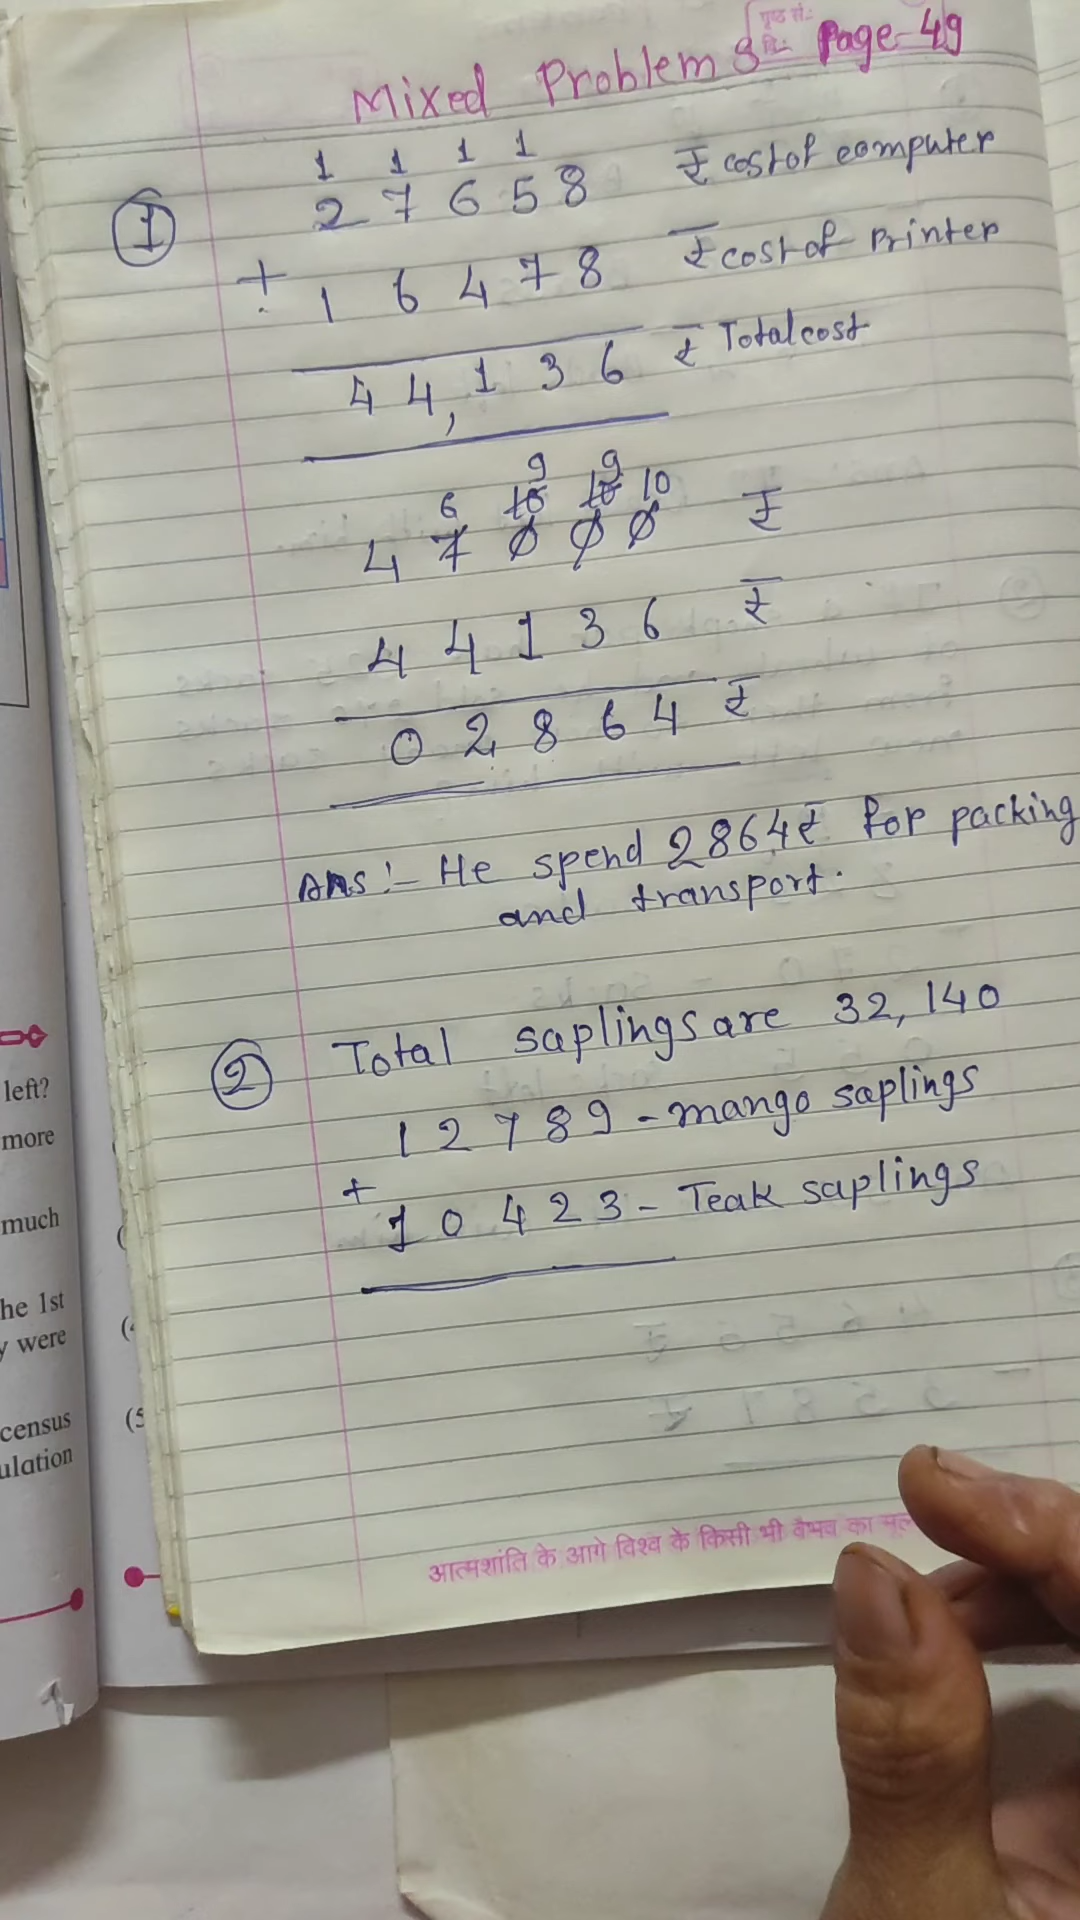 पृष्ठ सं.:
Mixed Problem 8 Page 49
1 1 1 1
① 2 7 6 5 8 ₹ cost of computer
+ 1 6 4 7 8 ₹ cost of Printer
4 4, 1 3 6 ₹ Total cost
9 9
6 10 10 10
4 7 0 0 0 ₹
4 4 1 3 6 ₹
0 2 8 6 4 ₹
Ans :- He spend 2864₹ for packing
and transport.
② Total saplings are 32,140
1 2 7 8 9 - mango saplings
+
1 0 4 2 3 - Teak saplings
आत्मशांति के आगे विश्व के किसी भी वैभव का
left?
more
much
he 1st
y were
census
ulation
(5